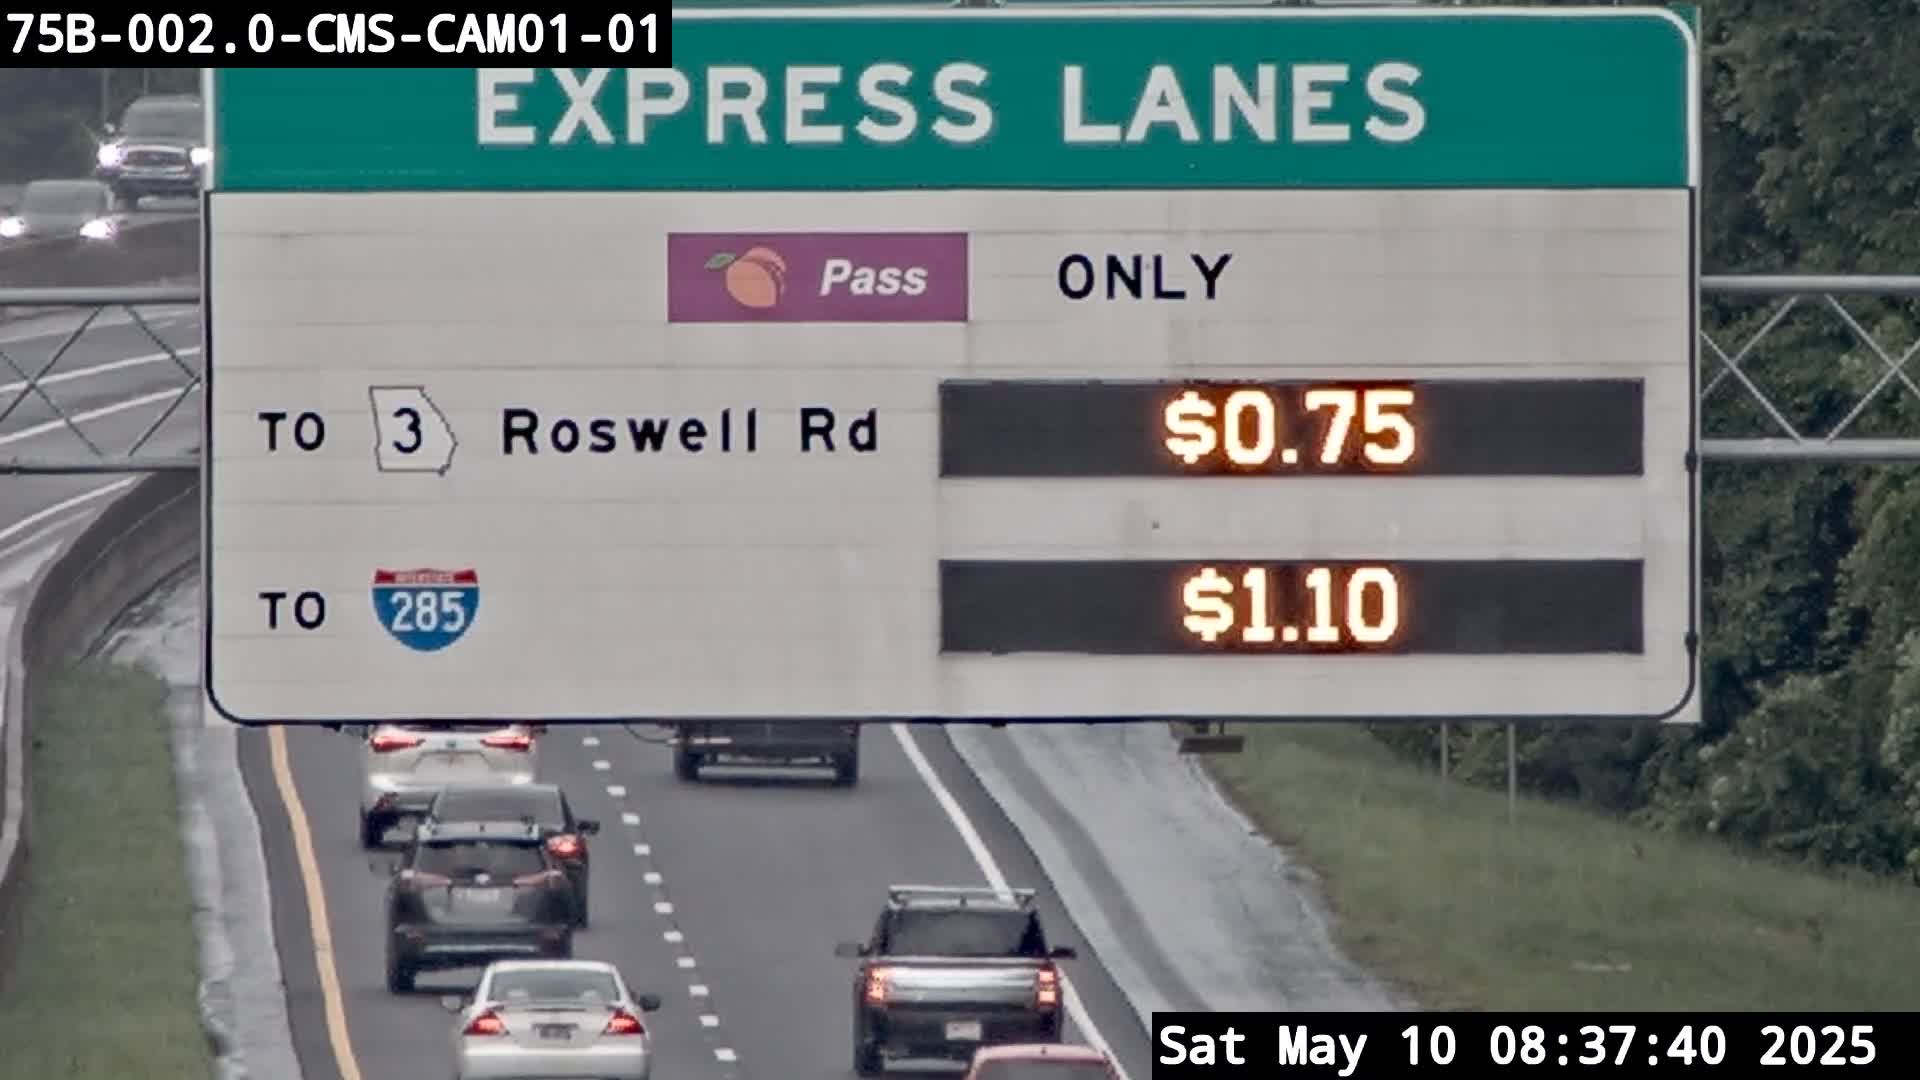 75B-002.0-CMS-CAM01-01
EXPRESS LANES
Pass ONLY
TO 3 Roswell Rd $0.75
TO 285 $1.10
Sat May 10 08:37:40 2025